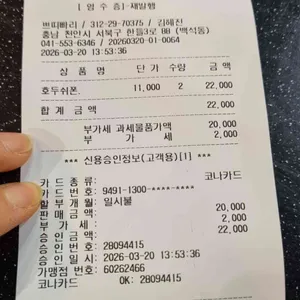 [영 수 증]-재발행
쁘띠빠리 / 312-29-70375 / 김혜진
충남 천안시 서북구 한들3로 88 (백석동)
041-553-6346 / 20260320-01-0064
2026-03-20 13:53:36
상 품 명 단 가 수량 금 액
호두쉬폰 11,000 2 22,000
합계 금액 22,000
부가세 과세물품가액 20,000
부 가 세 2,000
*** 신용승인정보(고객용)[1] ***
카 드 종 류: 코나카드
카 드 번 호: 9491-1300-****-****
할 부 개 월: 일시불
판 매 금 액: 20,000
부 가 세: 2,000
승 인 금 액: 22,000
승 인 번 호: 28094415
승 인 일 시: 2026-03-20 13:53:36
가맹점 번호: 60262466
코나카드 OK: 28094415